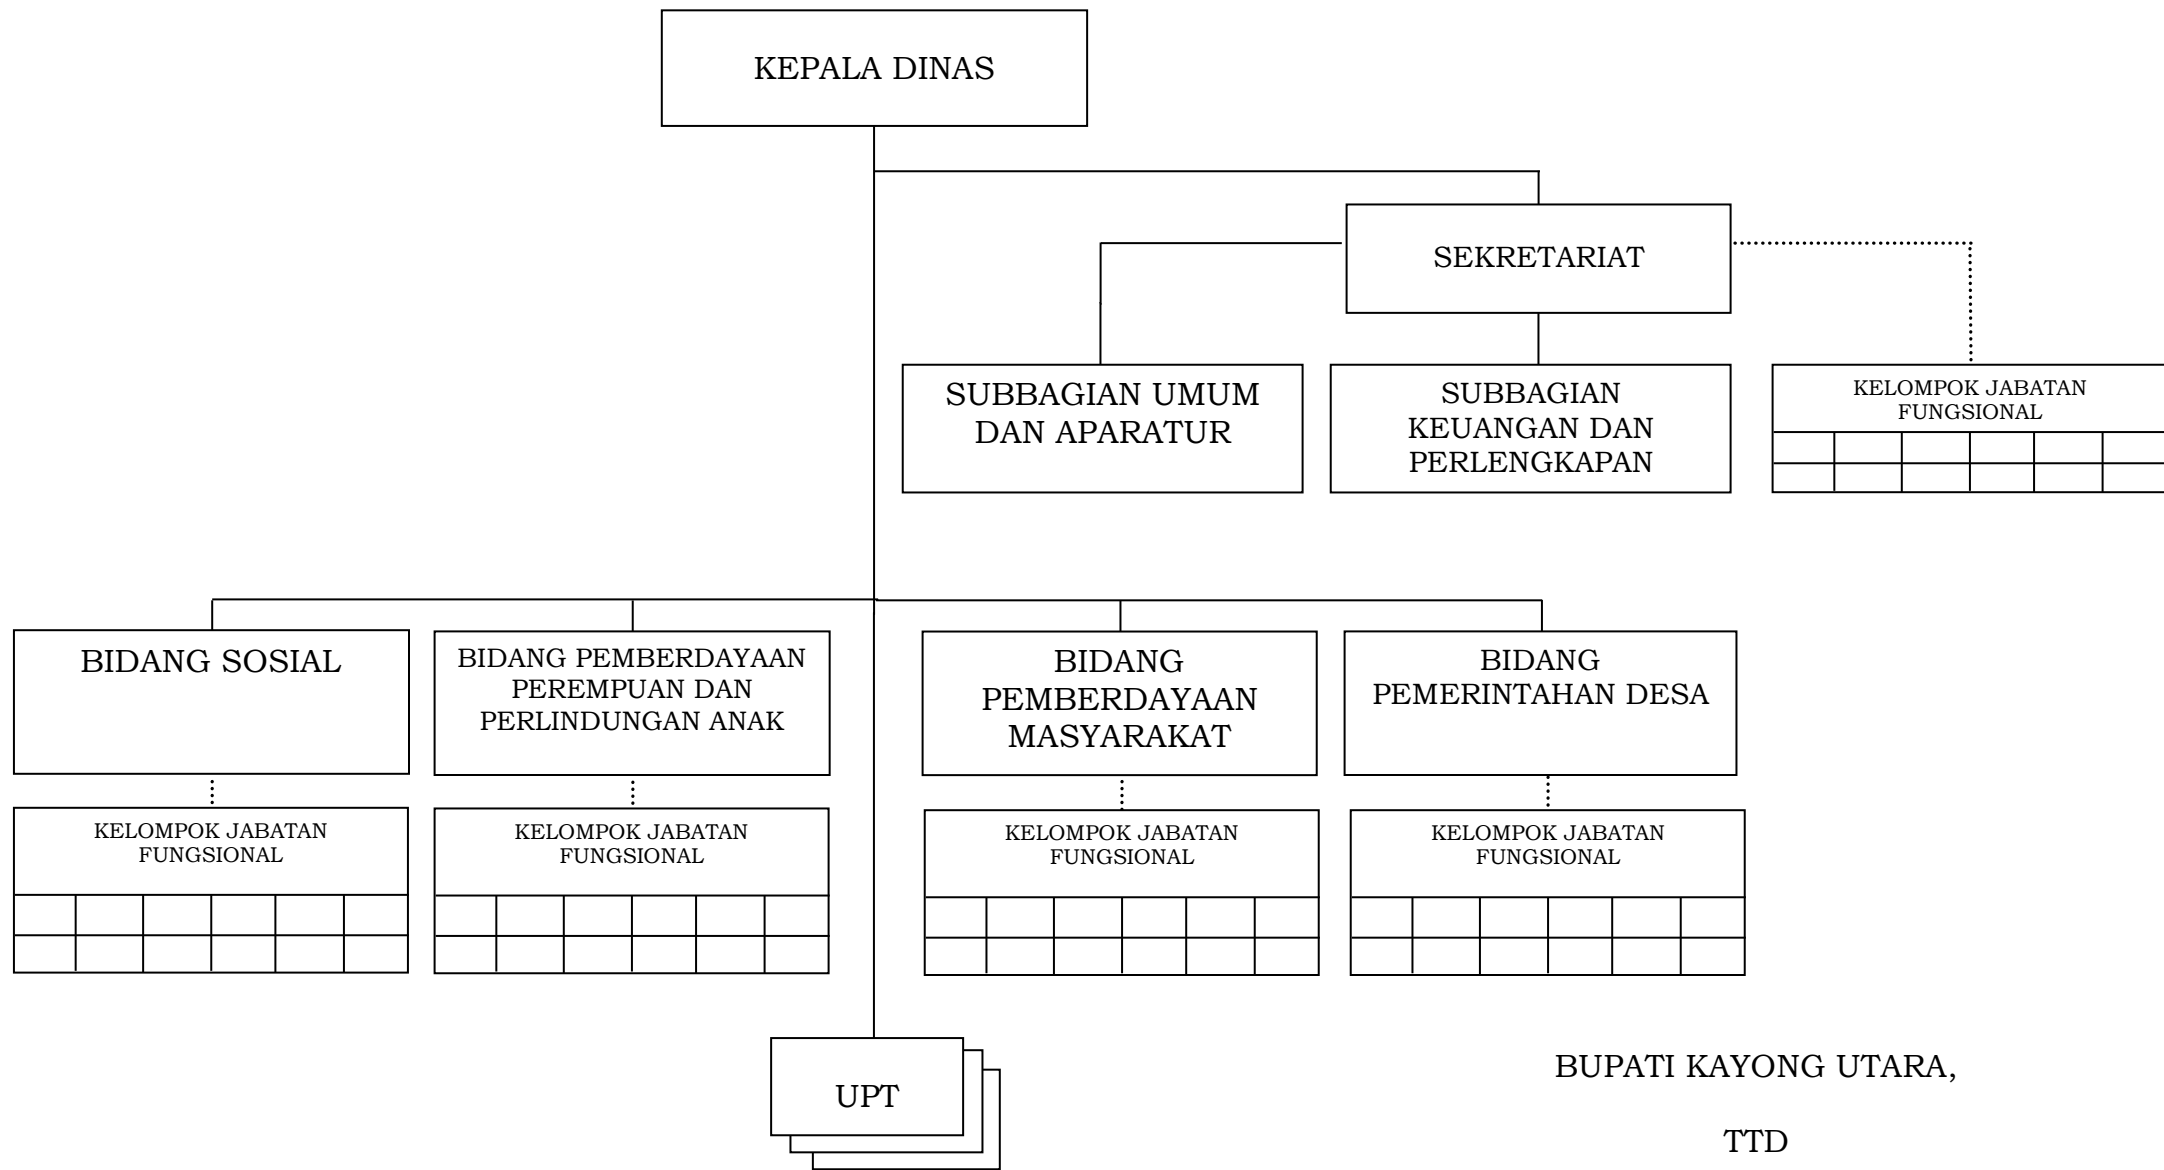 KEPALA DINAS
SEKRETARIAT
SUBBAGIAN UMUM
DAN APARATUR
SUBBAGIAN
KEUANGAN DAN
PERLENGKAPAN
KELOMPOK JABATAN
FUNGSIONAL
BIDANG SOSIAL
BIDANG PEMBERDAYAAN
PEREMPUAN DAN
PERLINDUNGAN ANAK
BIDANG
PEMBERDAYAAN
MASYARAKAT
BIDANG
PEMERINTAHAN DESA
KELOMPOK JABATAN
FUNGSIONAL
KELOMPOK JABATAN
FUNGSIONAL
KELOMPOK JABATAN
FUNGSIONAL
KELOMPOK JABATAN
FUNGSIONAL
UPT
BUPATI KAYONG UTARA,
TTD